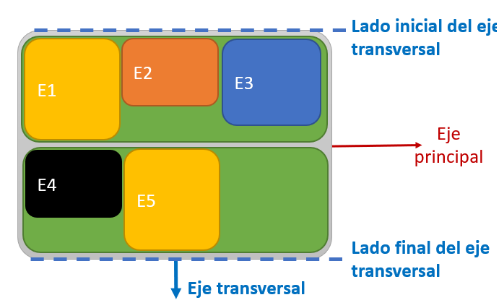 Lado inicial del eje
transversal
E1
E2
E3
Eje
principal
E4
E5
Lado final del eje
transversal
Eje transversal